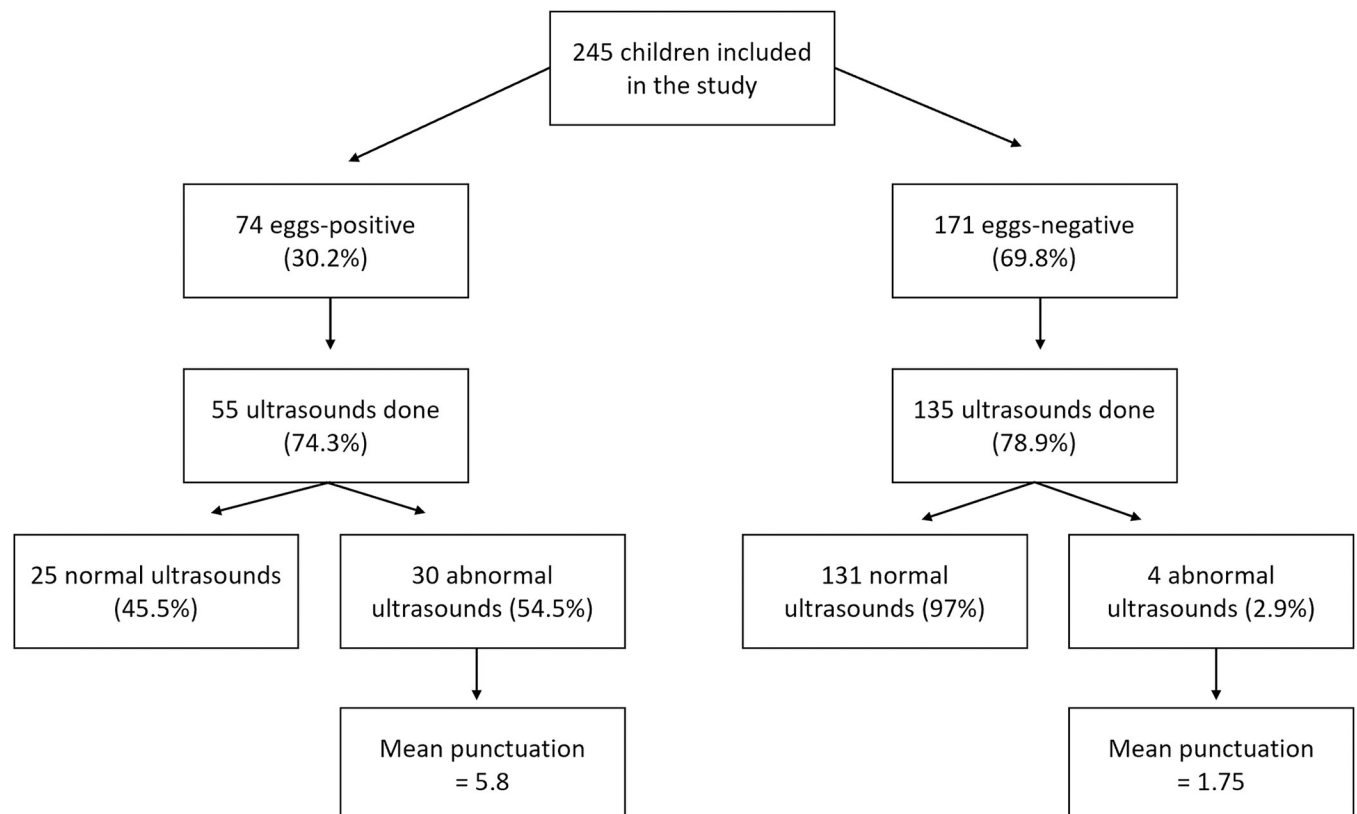 245 children included
in the study
74 eggs-positive
(30.2%)
171 eggs-negative
(69.8%)
55 ultrasounds done
(74.3%)
135 ultrasounds done
(78.9%)
25 normal ultrasounds
(45.5%)
30 abnormal
ultrasounds (54.5%)
131 normal
ultrasounds (97%)
4 abnormal
ultrasounds (2.9%)
Mean punctuation
= 5.8
Mean punctuation
= 1.75